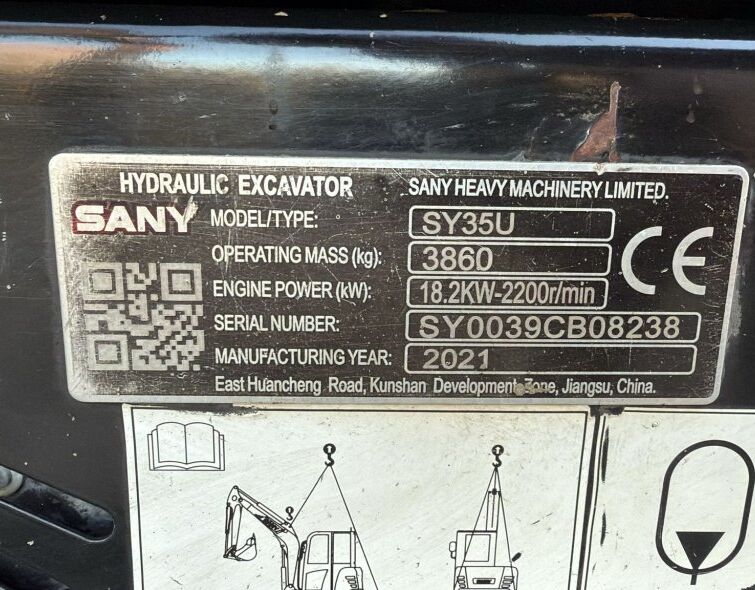 HYDRAULIC EXCAVATOR SANY HEAVY MACHINERY LIMITED.
SANY MODEL/TYPE: SY35U
OPERATING MASS (kg): 3860
CE
ENGINE POWER (kW): 18.2KW-2200r/min
SERIAL NUMBER: SY0039CB08238
MANUFACTURING YEAR: 2021
East Huancheng Road, Kunshan Development Zone, Jiangsu, China.